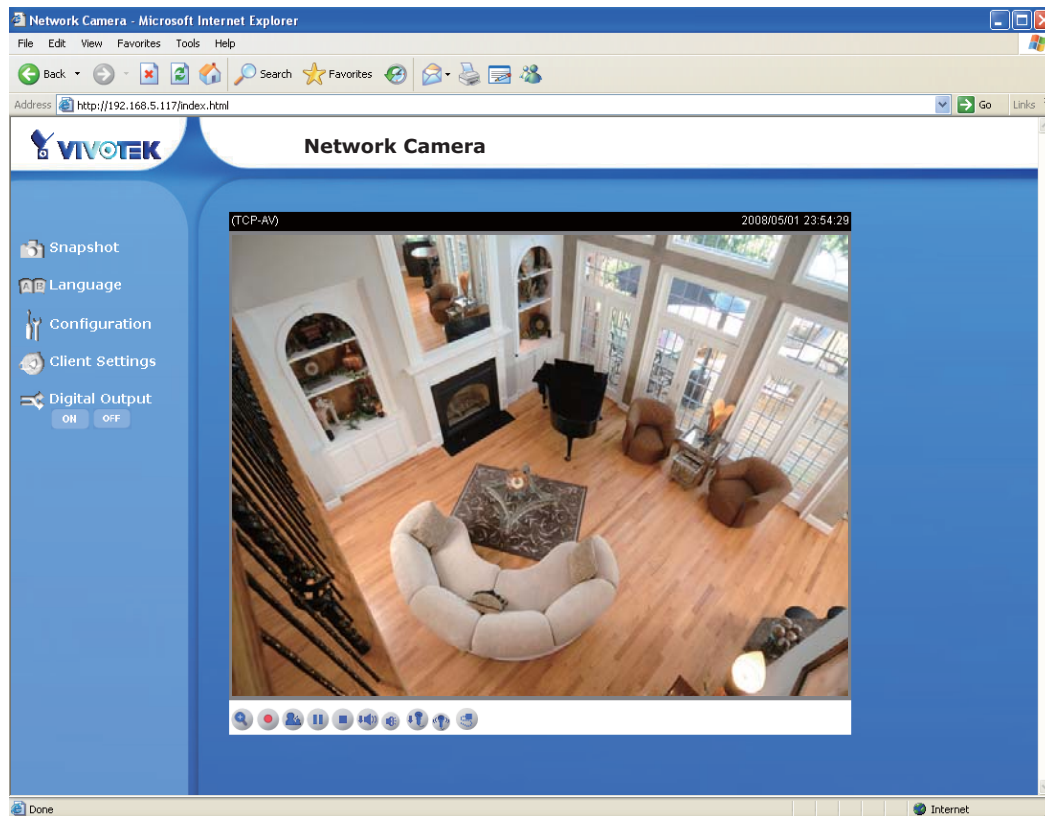 Network Camera - Microsoft Internet Explorer
File Edit View Favorites Tools Help
Back Search Favorites
Address http://192.168.5.117/index.html Go Links
VIVOTEK
Network Camera
(TCP-AV) 2008/05/01 23:54:29
Snapshot
A B Language
Configuration
Client Settings
Digital Output
ON OFF
Done Internet